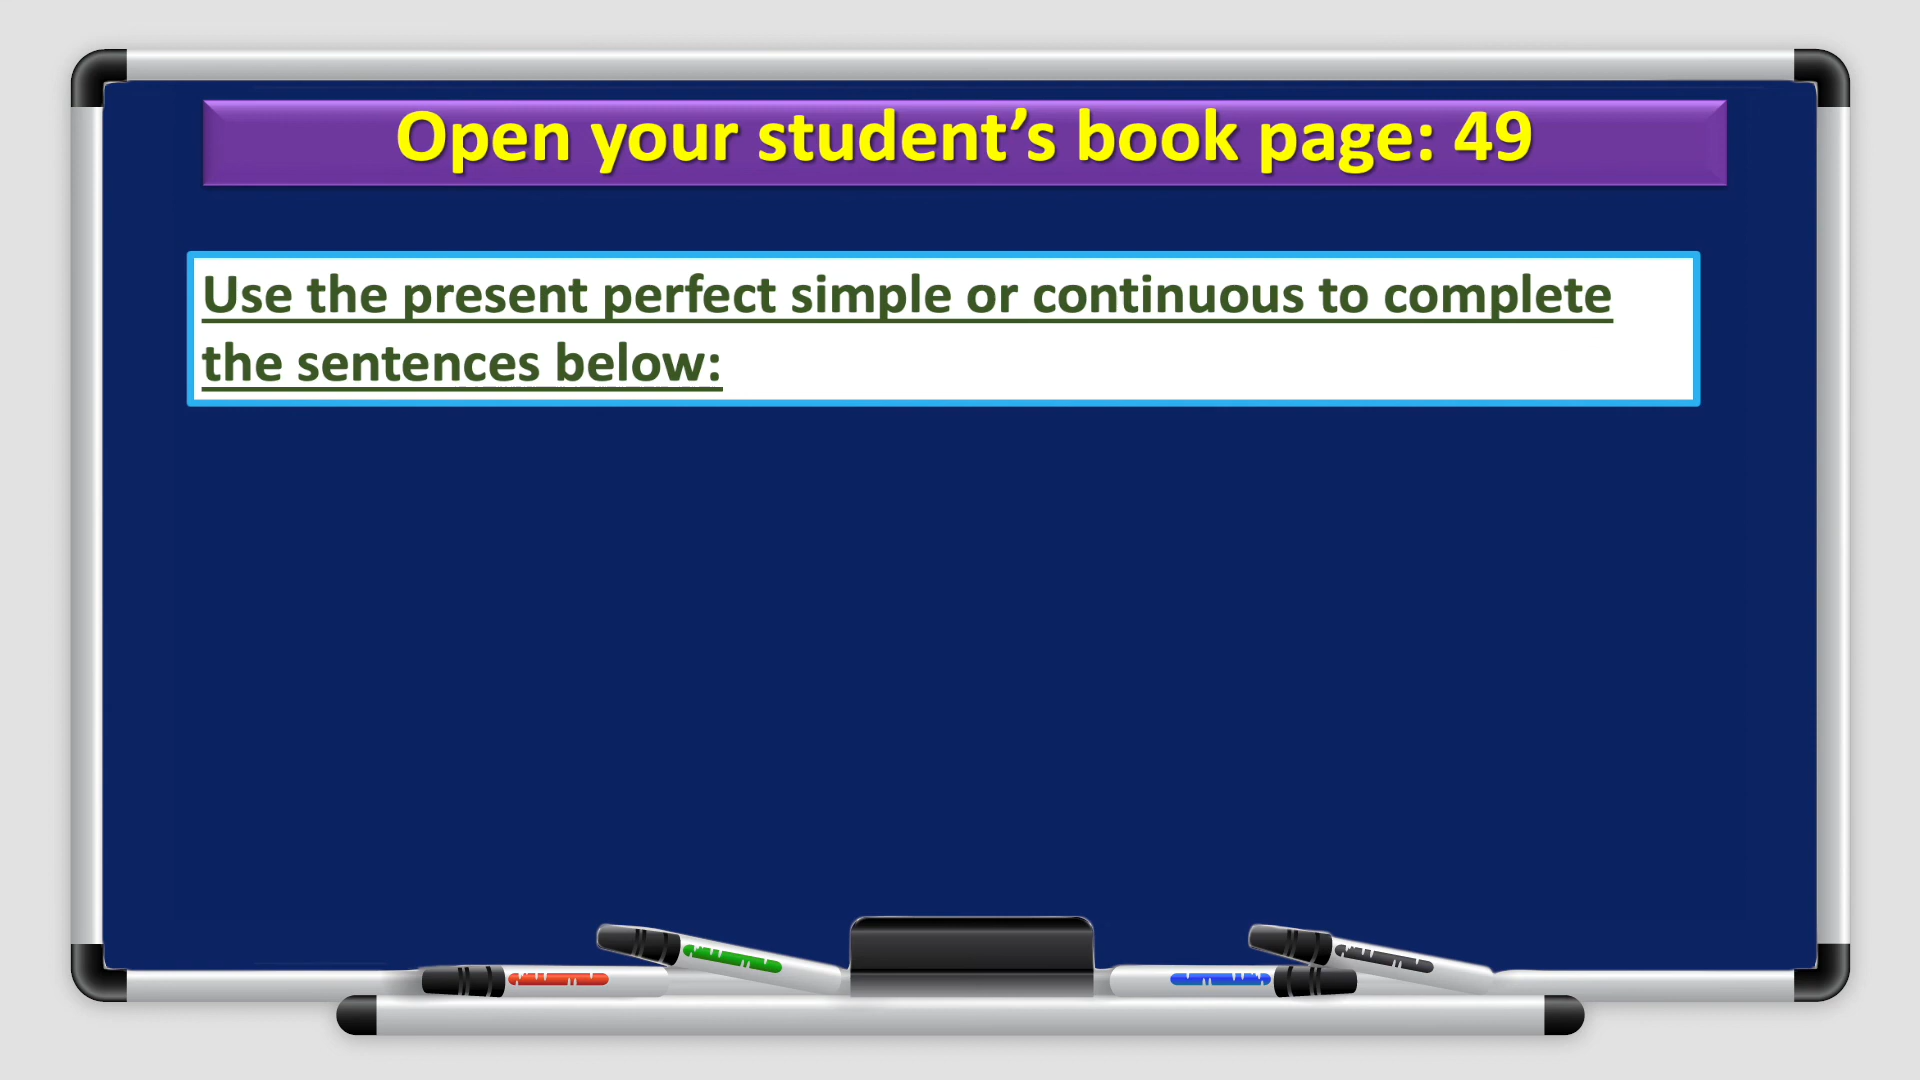 Open your student’s book page: 49
Use the present perfect simple or continuous to complete
the sentences below: